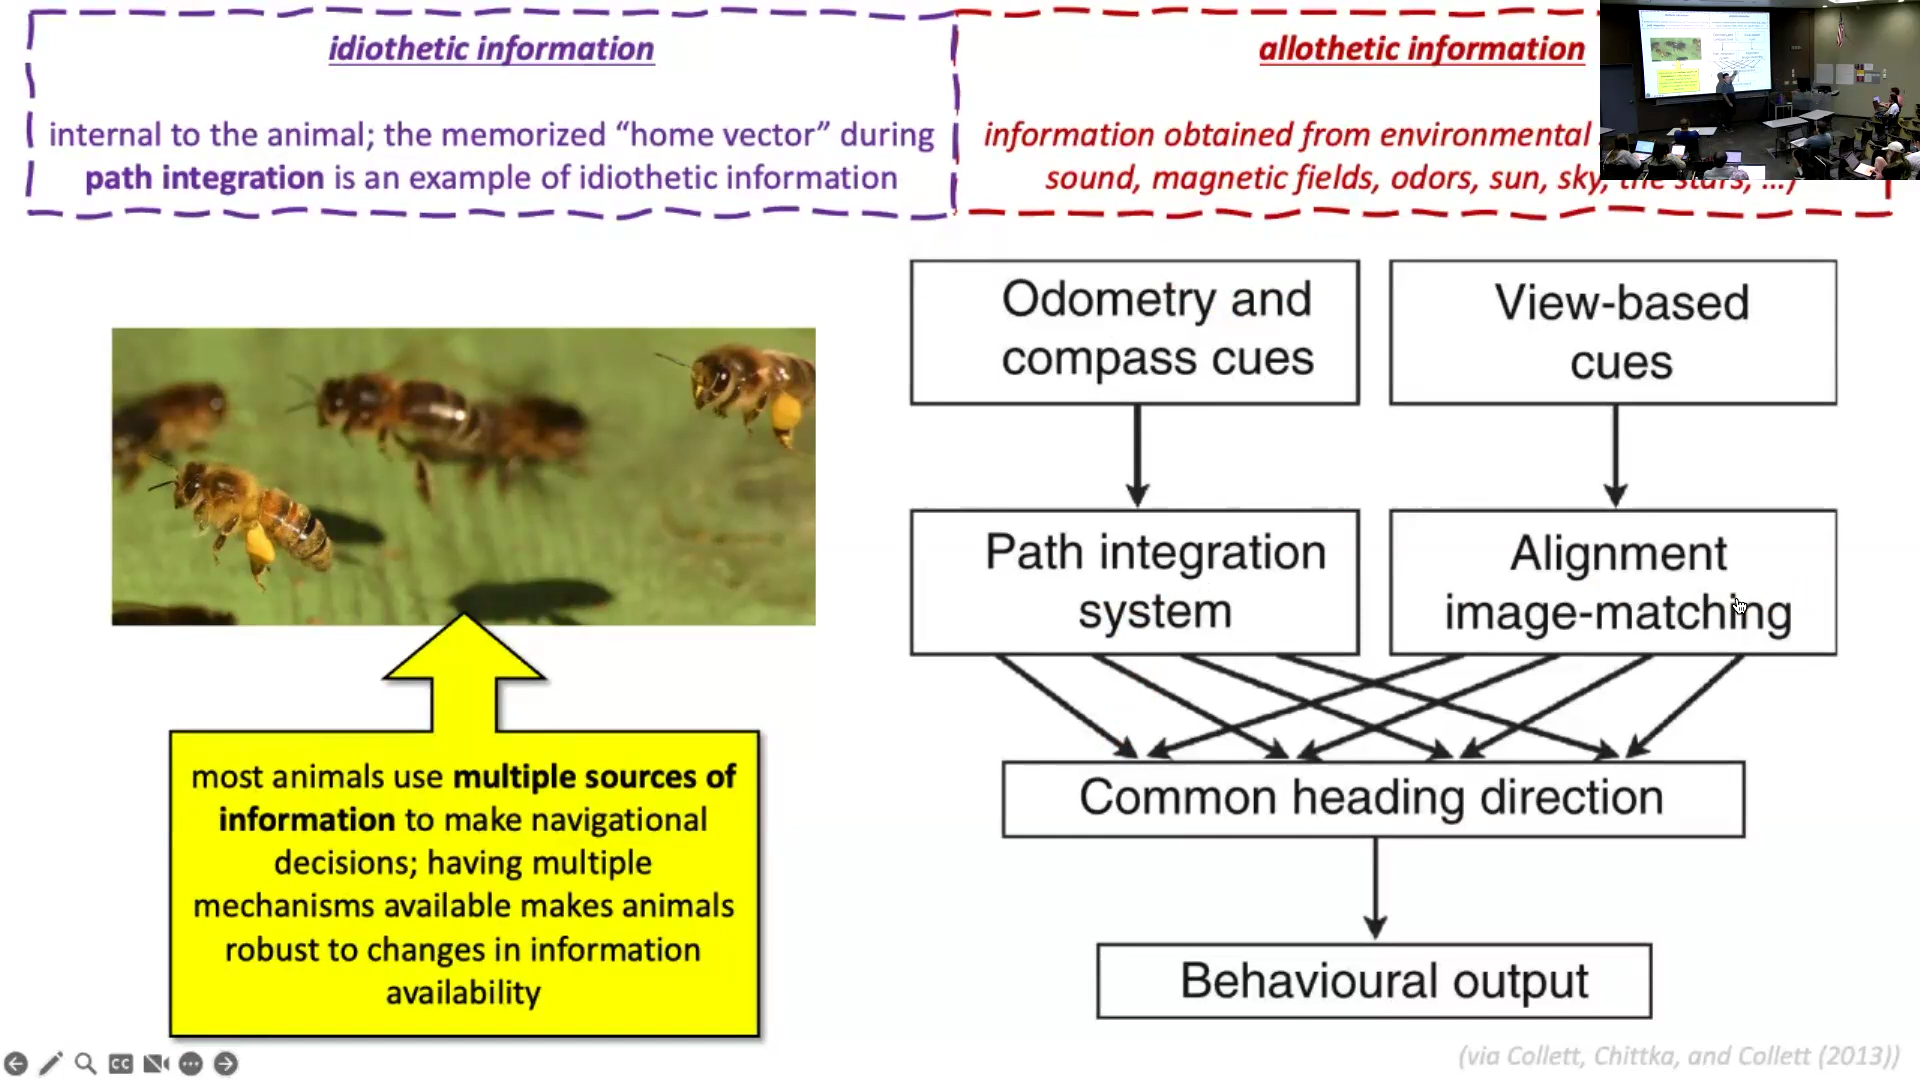 idiothetic information
internal to the animal; the memorized “home vector” during
path integration is an example of idiothetic information
allothetic information
information obtained from environmental
sound, magnetic fields, odors, sun, sky, the stars, ...)
Odometry and
compass cues
View-based
cues
Path integration
system
Alignment
image-matching
Common heading direction
Behavioural output
most animals use multiple sources of
information to make navigational
decisions; having multiple
mechanisms available makes animals
robust to changes in information
availability
CC
(via Collett, Chittka, and Collett (2013))